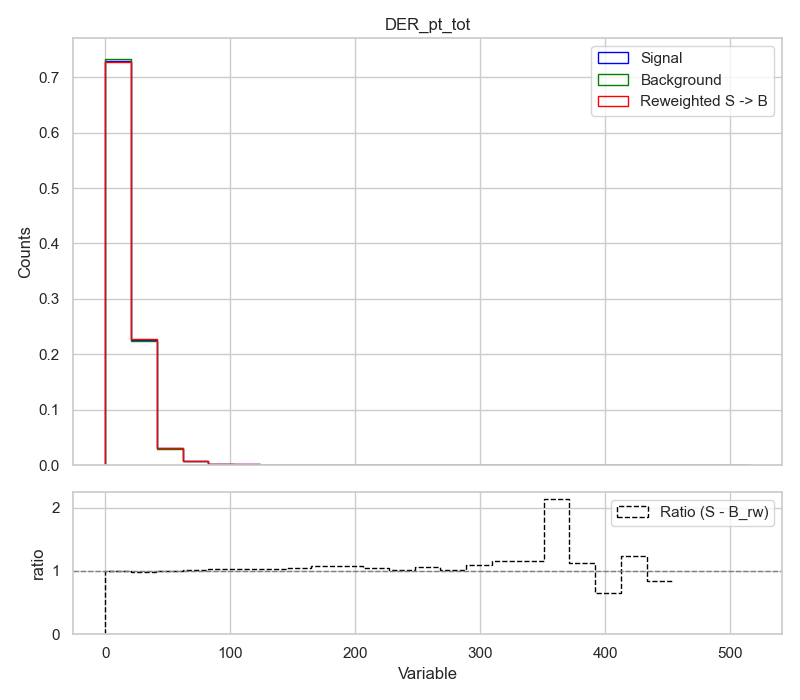 DER_pt_tot
Signal
Background
Reweighted S -> B
Counts
0.7
0.6
0.5
0.4
0.3
0.2
0.1
0.0
Ratio (S - B_rw)
ratio
2
1
0
0 100 200 300 400 500
Variable